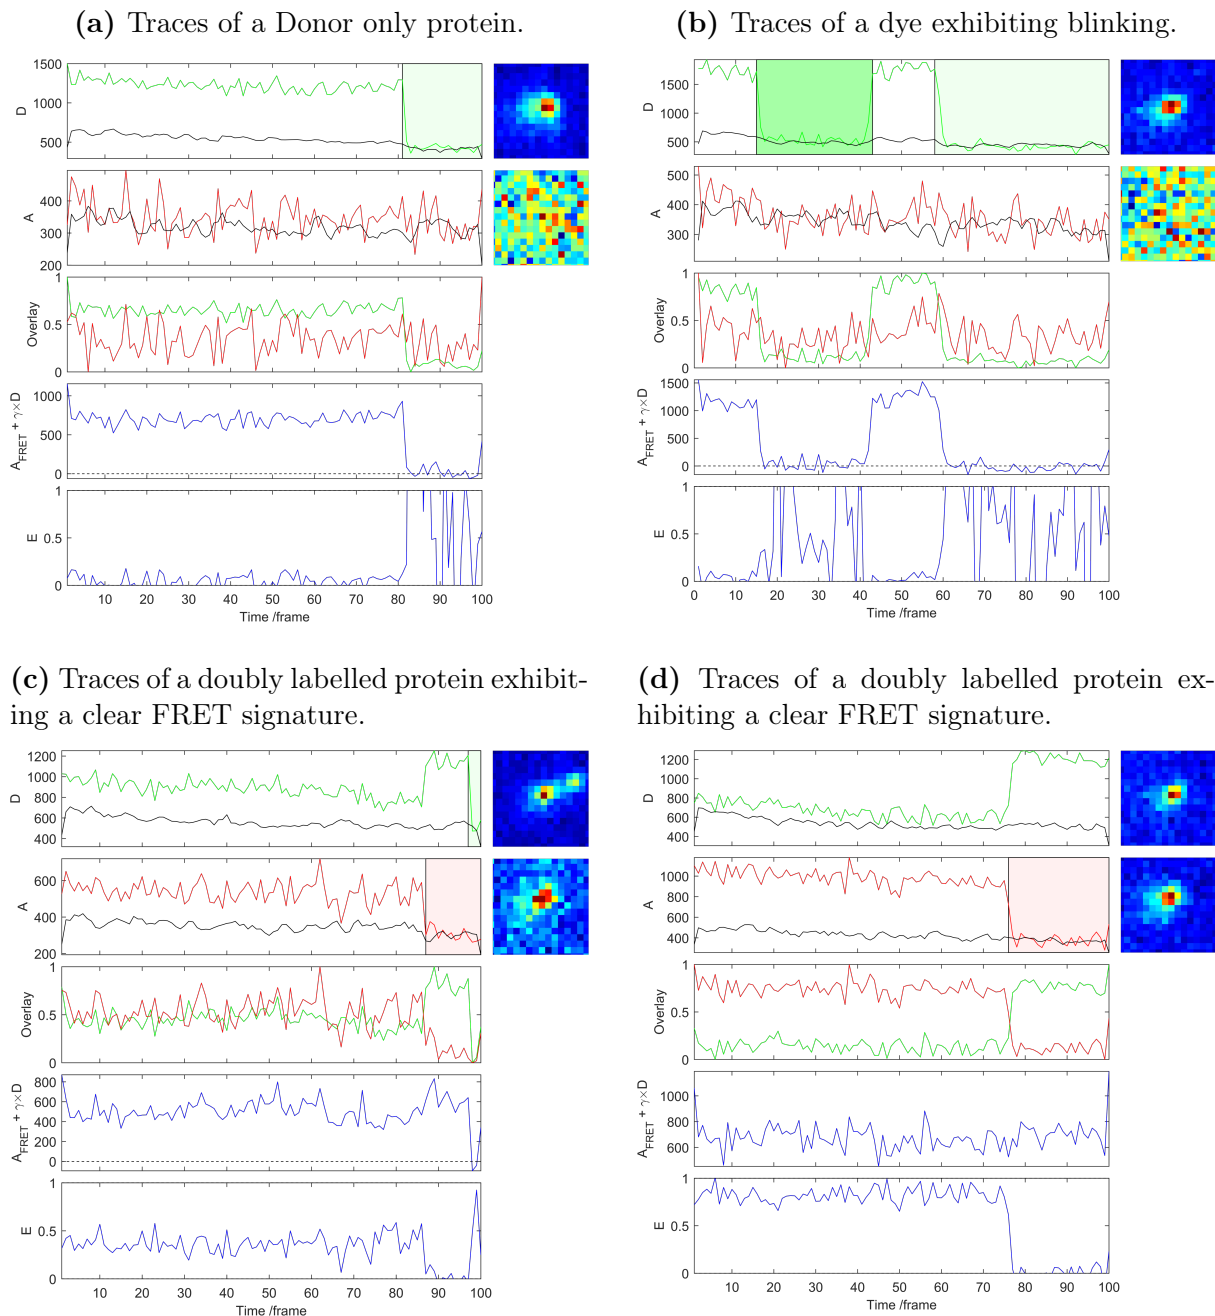 (a) Traces of a Donor only protein.
1500
1000
500
D
400
300
200
A
1
0.5
0
Overlay
1000
500
0
A_FRET + γ×D
1
0.5
0
E
10 20 30 40 50 60 70 80 90 100
Time /frame
(b) Traces of a dye exhibiting blinking.
1500
1000
500
D
500
400
300
A
1
0.5
0
Overlay
1500
1000
500
0
A_FRET + γ×D
1
0.5
0
E
0 10 20 30 40 50 60 70 80 90 100
Time /frame
(c) Traces of a doubly labelled protein exhibit-
ing a clear FRET signature.
1200
1000
800
600
400
D
600
400
200
A
1
0.5
0
Overlay
800
600
400
200
0
A_FRET + γ×D
1
0.5
0
E
10 20 30 40 50 60 70 80 90 100
Time /frame
(d) Traces of a doubly labelled protein ex-
hibiting a clear FRET signature.
1200
1000
800
600
400
D
1000
800
600
400
A
1
0.5
0
Overlay
1000
800
600
A_FRET + γ×D
1
0.5
0
E
10 20 30 40 50 60 70 80 90 100
Time /frame